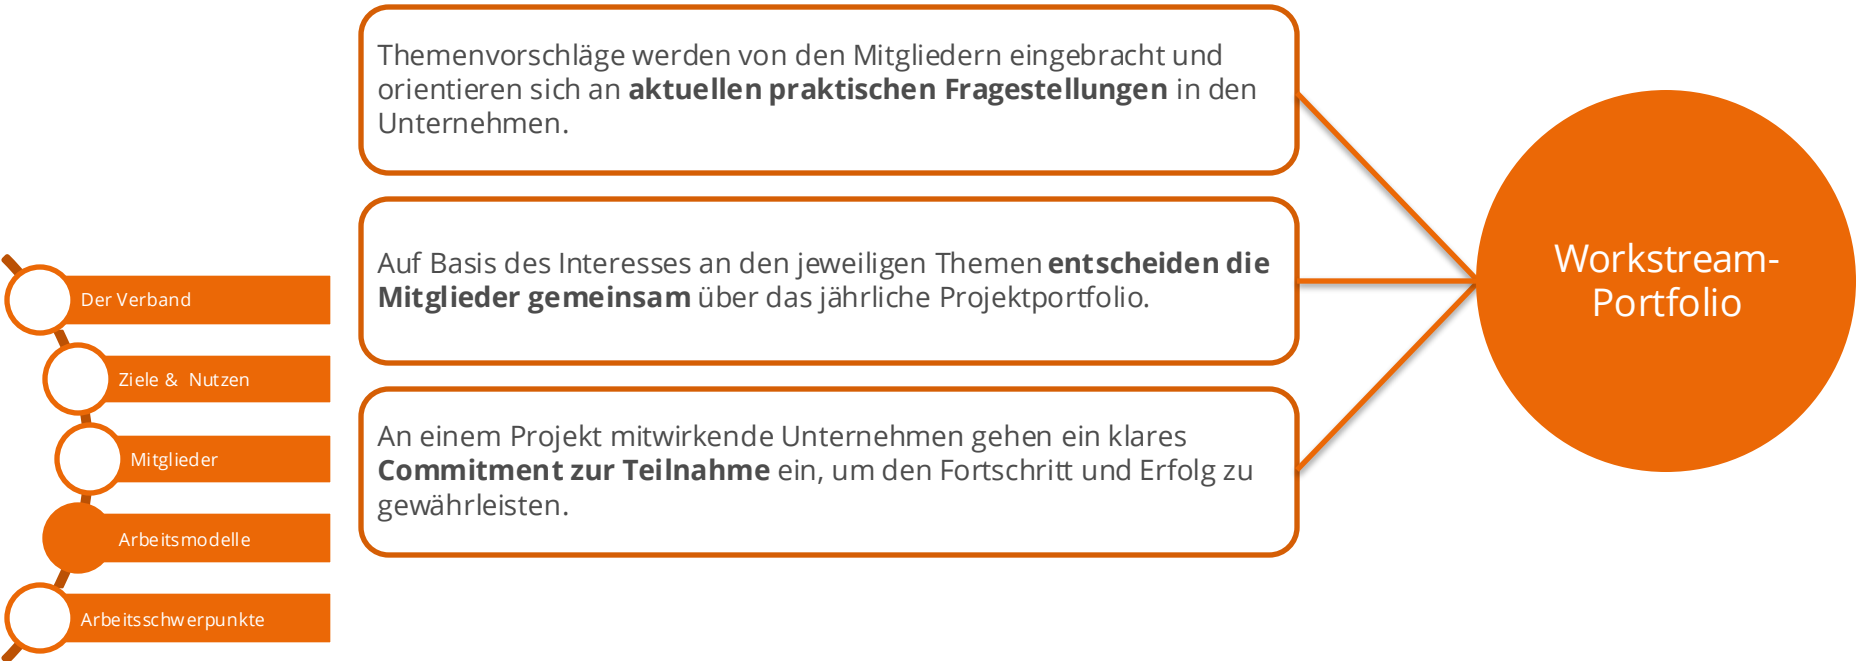 Themenvorschläge werden von den Mitgliedern eingebracht und
orientieren sich an aktuellen praktischen Fragestellungen in den
Unternehmen.
Auf Basis des Interesses an den jeweiligen Themen entscheiden die
Mitglieder gemeinsam über das jährliche Projektportfolio.
An einem Projekt mitwirkende Unternehmen gehen ein klares
Commitment zur Teilnahme ein, um den Fortschritt und Erfolg zu
gewährleisten.
Workstream-
Portfolio
Der Verband
Ziele & Nutzen
Mitglieder
Arbeitsmodelle
Arbeitsschwerpunkte